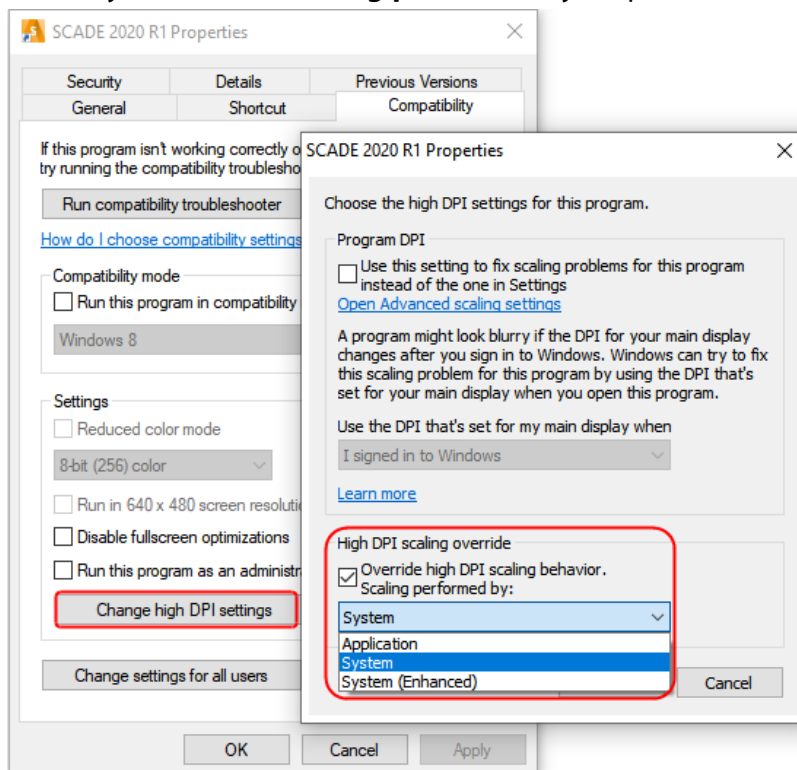 SCADE 2020 R1 Properties
Security Details Previous Versions
General Shortcut Compatibility
If this program isn't working correctly o
try running the compatibility troublesho
Run compatibility troubleshooter
How do I choose compatibility settings
Compatibility mode
Run this program in compatibility
Windows 8
Settings
Reduced color mode
8-bit (256) color
Run in 640 x 480 screen resolutio
Disable fullscreen optimizations
Run this program as an administr
Change high DPI settings
Change settings for all users
OK Cancel Apply
SCADE 2020 R1 Properties
Choose the high DPI settings for this program.
Program DPI
Use this setting to fix scaling problems for this program
instead of the one in Settings
Open Advanced scaling settings
A program might look blurry if the DPI for your main display
changes after you sign in to Windows. Windows can try to fix
this scaling problem for this program by using the DPI that's
set for your main display when you open this program.
Use the DPI that's set for my main display when
I signed in to Windows
Learn more
High DPI scaling override
Override high DPI scaling behavior.
Scaling performed by:
System
Application
System
System (Enhanced)
Cancel